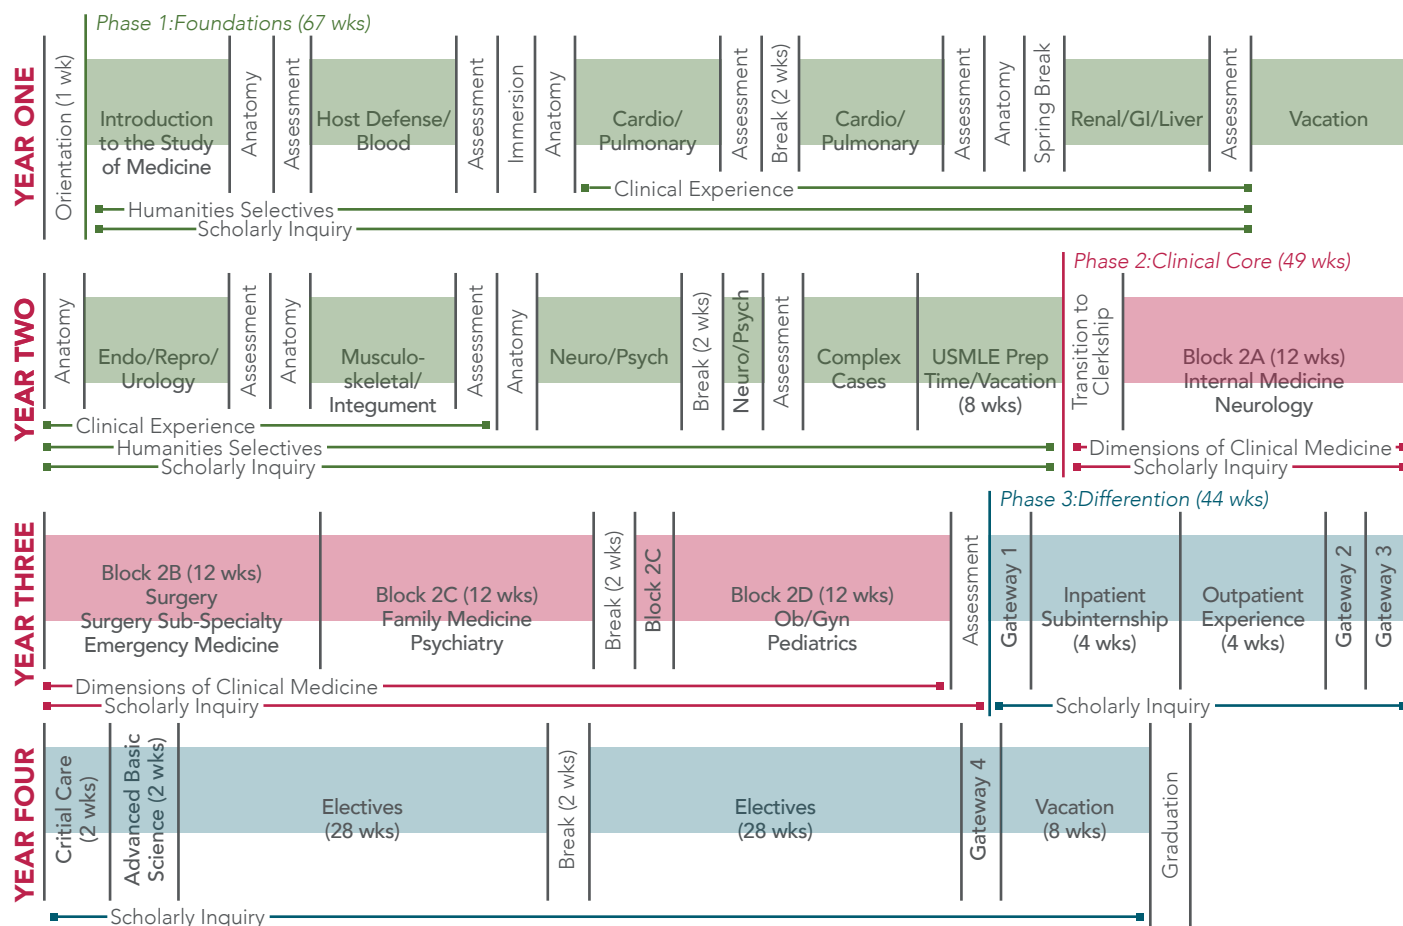 YEAR ONE
Phase 1:Foundations (67 wks)
Orientation (1 wk)
Introduction
to the Study
of Medicine
Anatomy
Assessment
Host Defense/
Blood
Assessment
Immersion
Anatomy
Cardio/
Pulmonary
Assessment
Break (2 wks)
Cardio/
Pulmonary
Assessment
Anatomy
Spring Break
Renal/GI/Liver
Assessment
Vacation
Clinical Experience
Humanities Selectives
Scholarly Inquiry
YEAR TWO
Phase 2:Clinical Core (49 wks)
Anatomy
Endo/Repro/
Urology
Assessment
Anatomy
Musculo-
skeletal/
Integument
Assessment
Anatomy
Neuro/Psych
Break (2 wks)
Neuro/Psych
Assessment
Complex
Cases
USMLE Prep
Time/Vacation
(8 wks)
Transition to
Clerkship
Block 2A (12 wks)
Internal Medicine
Neurology
Clinical Experience
Humanities Selectives
Scholarly Inquiry
Dimensions of Clinical Medicine
Scholarly Inquiry
YEAR THREE
Phase 3:Differention (44 wks)
Block 2B (12 wks)
Surgery
Surgery Sub-Specialty
Emergency Medicine
Block 2C (12 wks)
Family Medicine
Psychiatry
Break (2 wks)
Block 2C
Block 2D (12 wks)
Ob/Gyn
Pediatrics
Assessment
Gateway 1
Inpatient
Subinternship
(4 wks)
Outpatient
Experience
(4 wks)
Gateway 2
Gateway 3
Dimensions of Clinical Medicine
Scholarly Inquiry
Scholarly Inquiry
YEAR FOUR
Critial Care
(2 wks)
Advanced Basic
Science (2 wks)
Electives
(28 wks)
Break (2 wks)
Electives
(28 wks)
Gateway 4
Vacation
(8 wks)
Graduation
Scholarly Inquiry